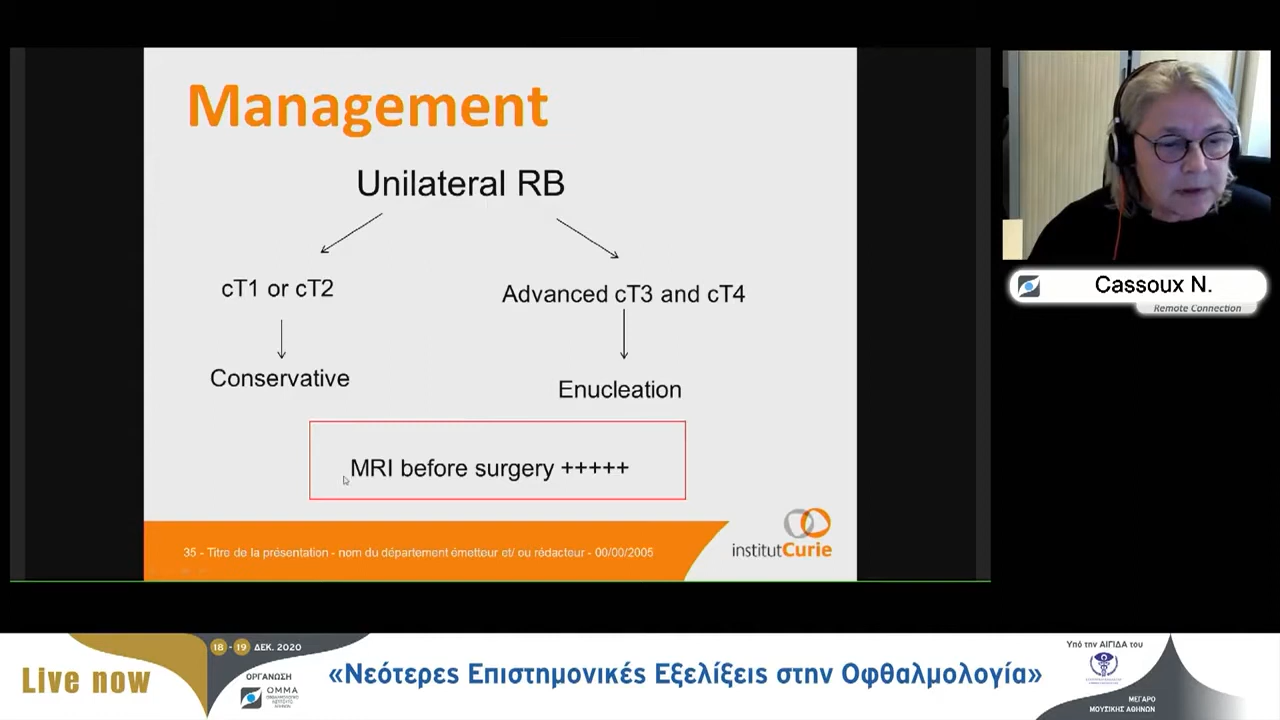 Management
Unilateral RB
cT1 or cT2
Advanced cT3 and cT4
Conservative
Enucleation
MRI before surgery +++++
35 - Titre de la présentation - nom du département émetteur et/ ou rédacteur - 00/00/2005
institutCurie
Cassoux N.
Remote Connection
Live now
18 - 19 ΔΕΚ. 2020
ΟΡΓΑΝΩΣΗ
ΟΜΜΑ
«Νεότερες Επιστημονικές Εξελίξεις στην Οφθαλμολογία»
Υπό την ΑΙΓΙΔΑ του
ΜΕΓΑΡΟ
ΜΟΥΣΙΚΗΣ ΑΘΗΝΩΝ